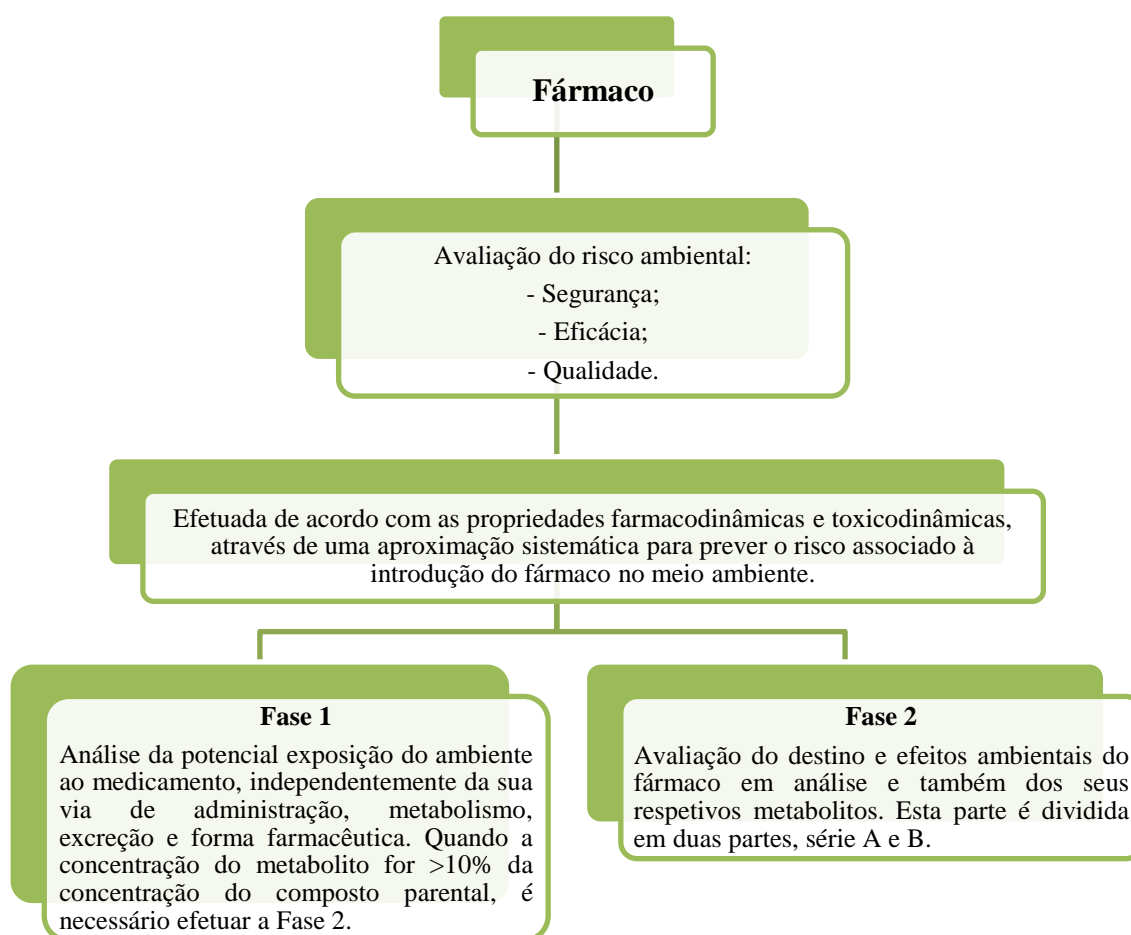 Fármaco
Avaliação do risco ambiental:
- Segurança;
- Eficácia;
- Qualidade.
Efetuada de acordo com as propriedades farmacodinâmicas e toxicodinâmicas,
através de uma aproximação sistemática para prever o risco associado à
introdução do fármaco no meio ambiente.
Fase 1
Análise da potencial exposição do ambiente
ao medicamento, independentemente da sua
via de administração, metabolismo,
excreção e forma farmacêutica. Quando a
concentração do metabolito for >10% da
concentração do composto parental, é
necessário efetuar a Fase 2.
Fase 2
Avaliação do destino e efeitos ambientais do
fármaco em análise e também dos seus
respetivos metabolitos. Esta parte é dividida
em duas partes, série A e B.